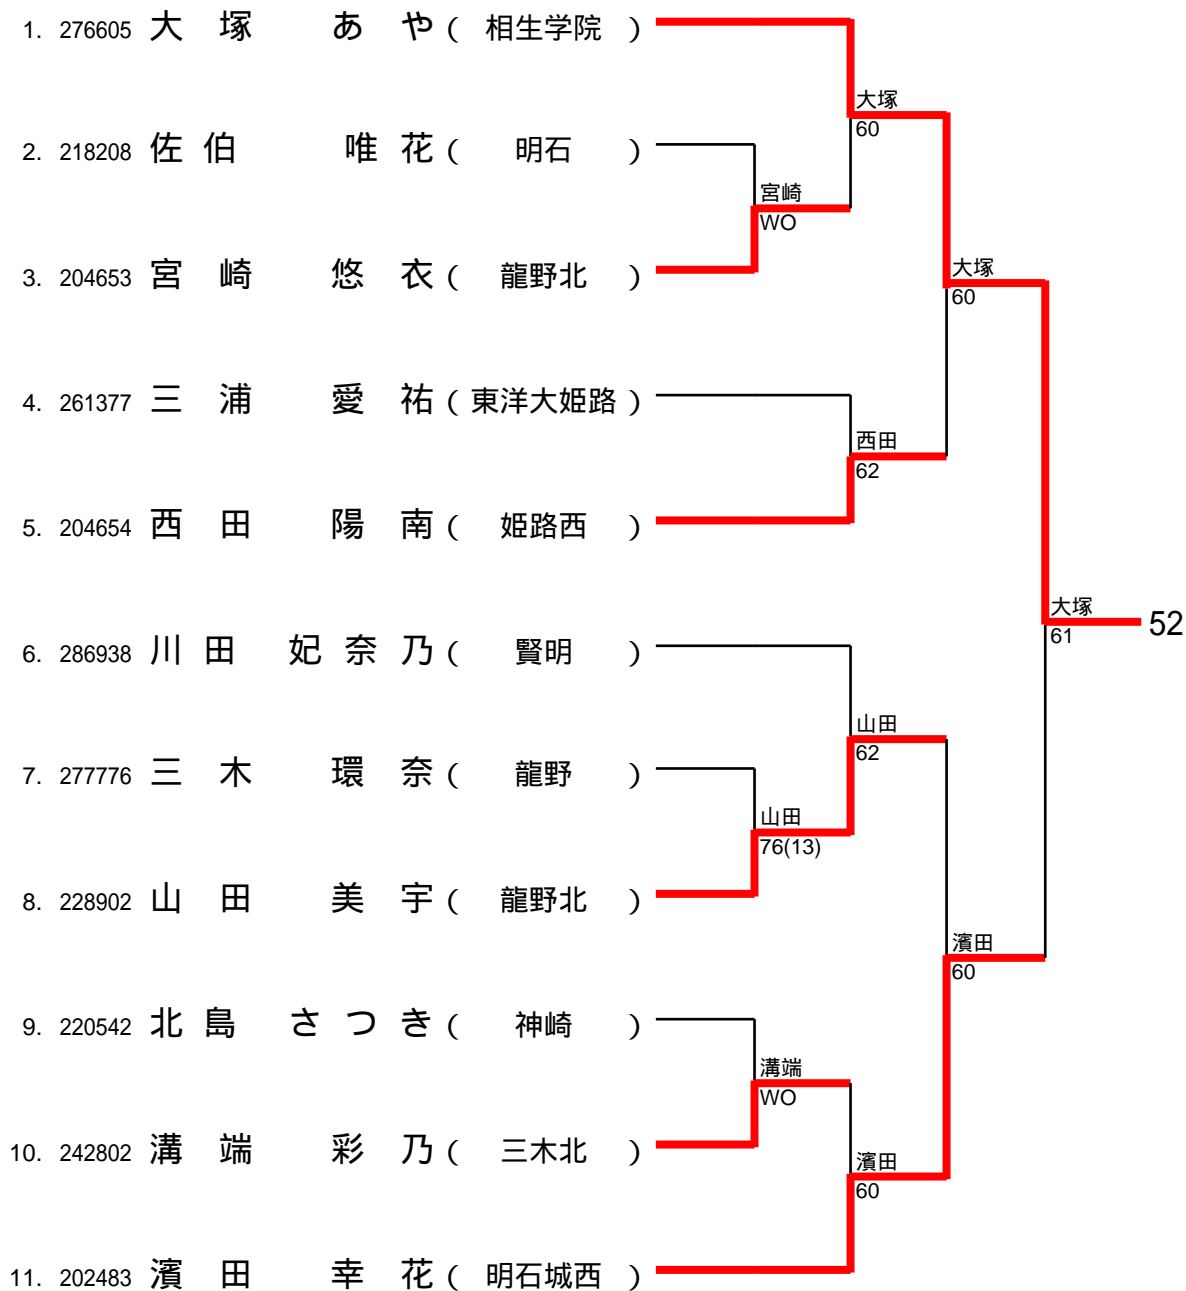 1. 276605 大塚 あや ( 相生学院 )
大塚
60
2. 218208 佐伯 唯花 ( 明石 )
宮崎
WO
3. 204653 宮崎 悠衣 ( 龍野北 )
大塚
60
4. 261377 三浦 愛祐 ( 東洋大姫路 )
西田
62
5. 204654 西田 陽南 ( 姫路西 )
大塚
61
52
6. 286938 川田 妃奈乃 ( 賢明 )
山田
62
7. 277776 三木 環奈 ( 龍野 )
山田
76(13)
8. 228902 山田 美宇 ( 龍野北 )
濱田
60
9. 220542 北島 さつき ( 神崎 )
溝端
WO
10. 242802 溝端 彩乃 ( 三木北 )
濱田
60
11. 202483 濱田 幸花 ( 明石城西 )